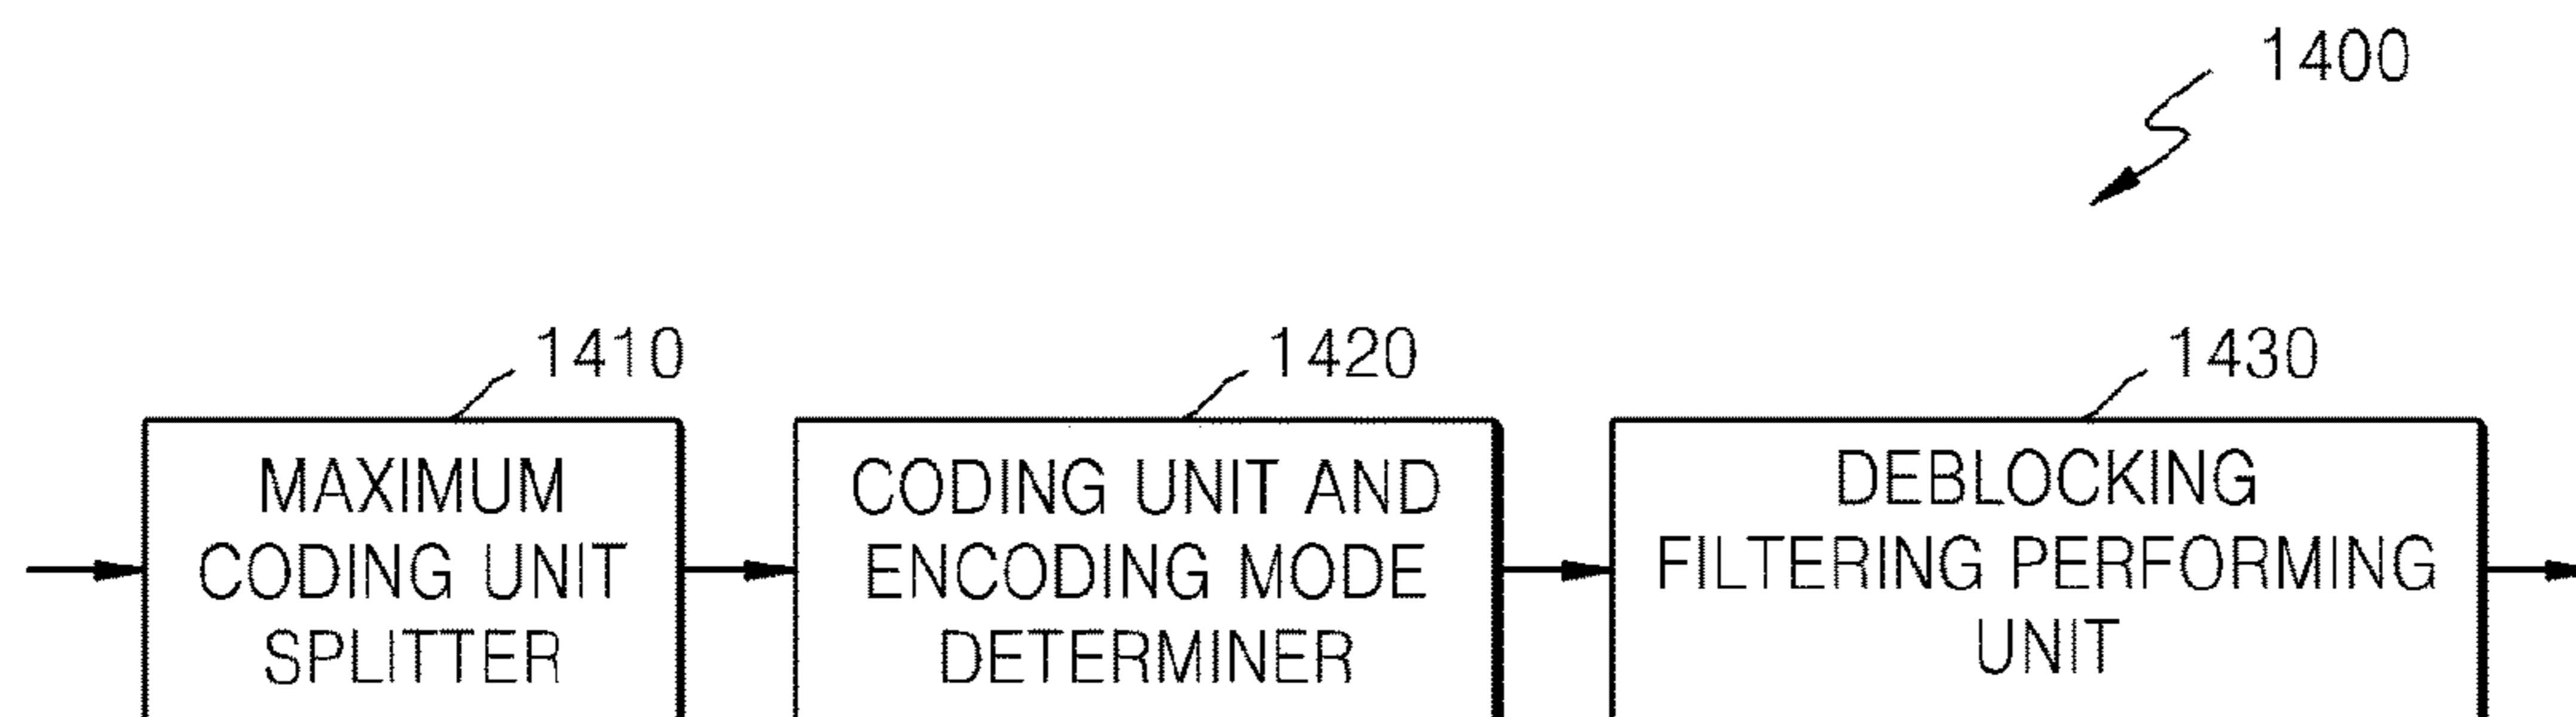 1400
1410
1420
1430
MAXIMUM
CODING UNIT
SPLITTER
CODING UNIT AND
ENCODING MODE
DETERMINER
DEBLOCKING
FILTERING PERFORMING
UNIT